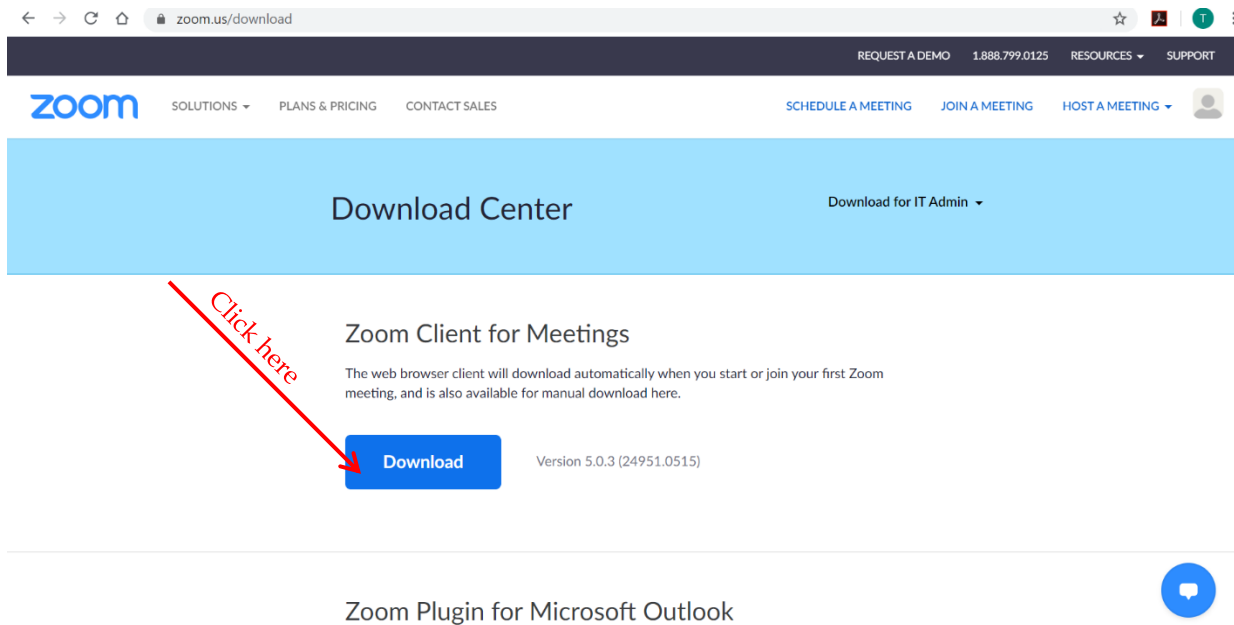 zoom.us/download
T
REQUEST A DEMO 1.888.799.0125 RESOURCES SUPPORT
zoom SOLUTIONS PLANS & PRICING CONTACT SALES SCHEDULE A MEETING JOIN A MEETING HOST A MEETING
Download Center Download for IT Admin
Click here
Zoom Client for Meetings
The web browser client will download automatically when you start or join your first Zoom
meeting, and is also available for manual download here.
Download Version 5.0.3 (24951.0515)
Zoom Plugin for Microsoft Outlook